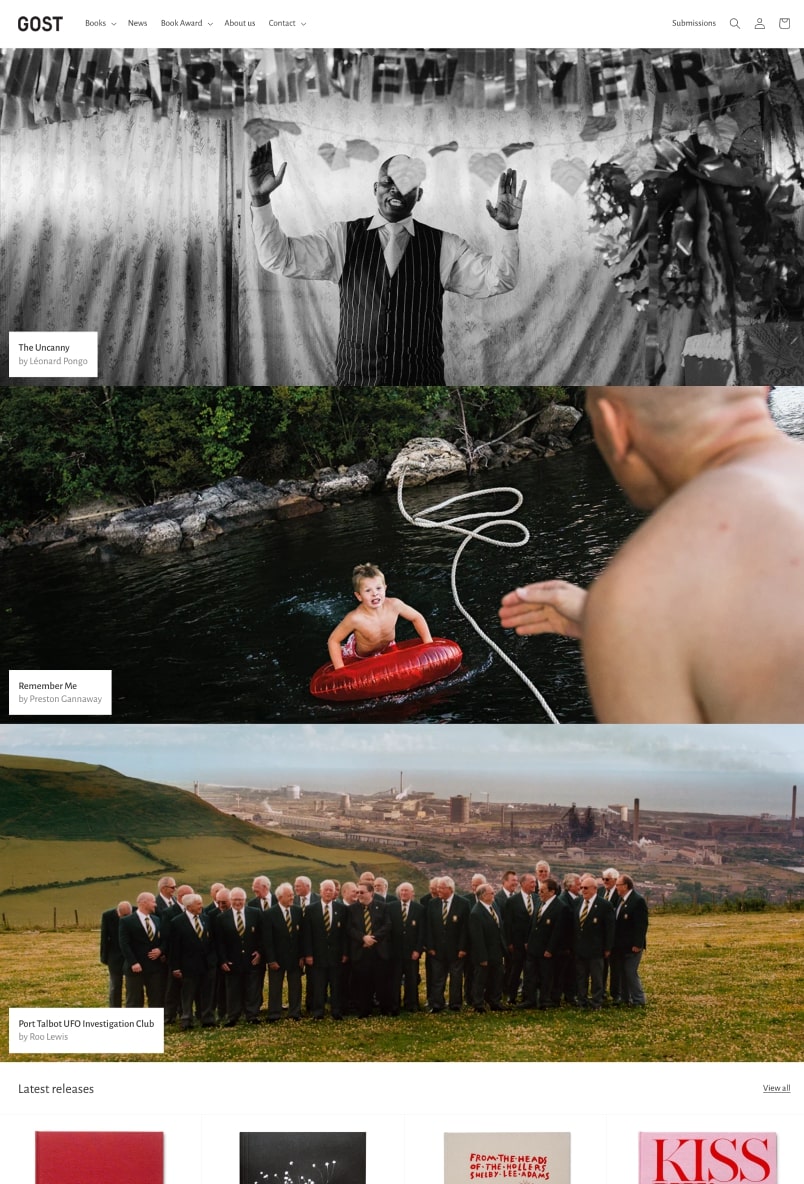 GOST
Books
News
Book Award
About us
Contact
Submissions
HAPPY NEW YEAR
The Uncanny
by Léonard Pongo
Remember Me
by Preston Gannaway
Port Talbot UFO Investigation Club
by Roo Lewis
Latest releases
View all
FROM·THE·HEADS
OF·THE·HOLLERS
SHELBY·LEE·ADAMS
KISS